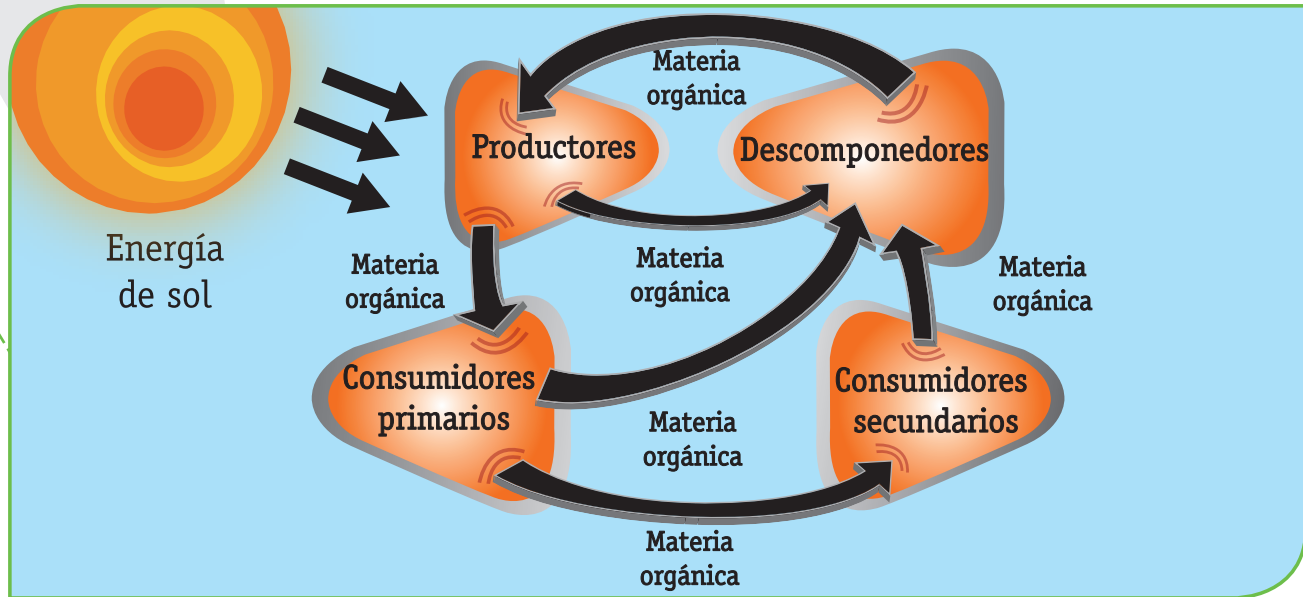 Materia
orgánica
Productores
Descomponedores
Energía
de sol
Materia
orgánica
Materia
orgánica
Materia
orgánica
Consumidores
primarios
Consumidores
secundarios
Materia
orgánica
Materia
orgánica